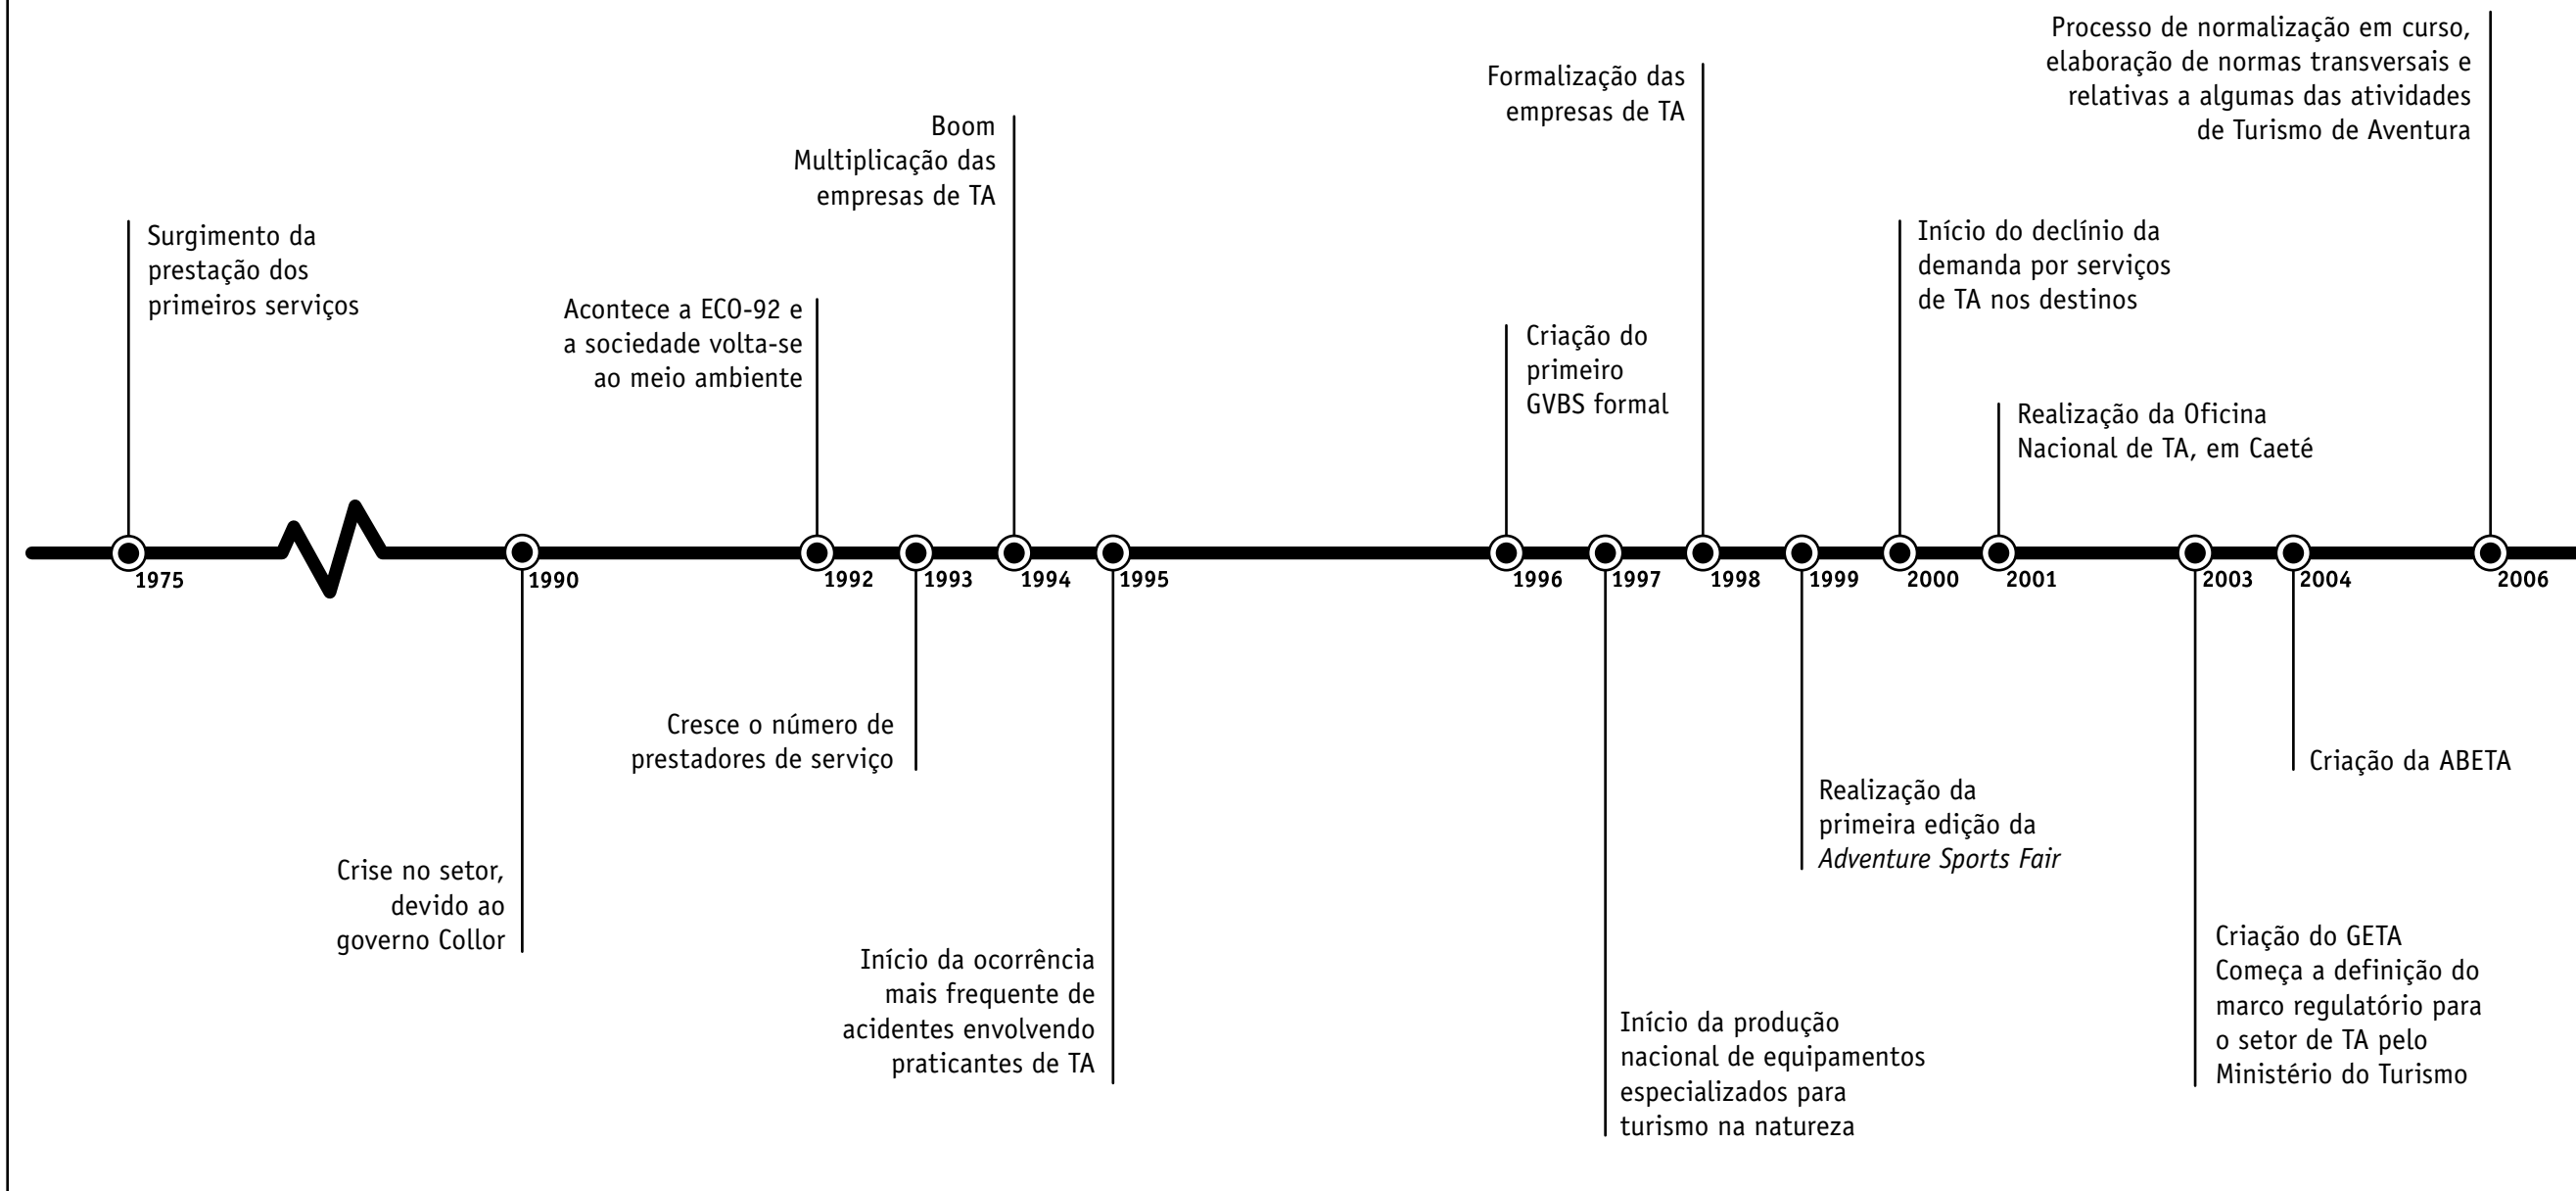 Surgimento da
prestação dos
primeiros serviços
1975
Crise no setor,
devido ao
governo Collor
1990
Acontece a ECO-92 e
a sociedade volta-se
ao meio ambiente
1992
Cresce o número de
prestadores de serviço
1993
Boom
Multiplicação das
empresas de TA
1994
Início da ocorrência
mais frequente de
acidentes envolvendo
praticantes de TA
1995
Criação do
primeiro
GVBS formal
1996
Início da produção
nacional de equipamentos
especializados para
turismo na natureza
1997
Formalização das
empresas de TA
1998
Realização da
primeira edição da
Adventure Sports Fair
1999
Início do declínio da
demanda por serviços
de TA nos destinos
2000
Realização da Oficina
Nacional de TA, em Caeté
2001
Criação do GETA
Começa a definição do
marco regulatório para
o setor de TA pelo
Ministério do Turismo
2003
Criação da ABETA
2004
Processo de normalização em curso,
elaboração de normas transversais e
relativas a algumas das atividades
de Turismo de Aventura
2006